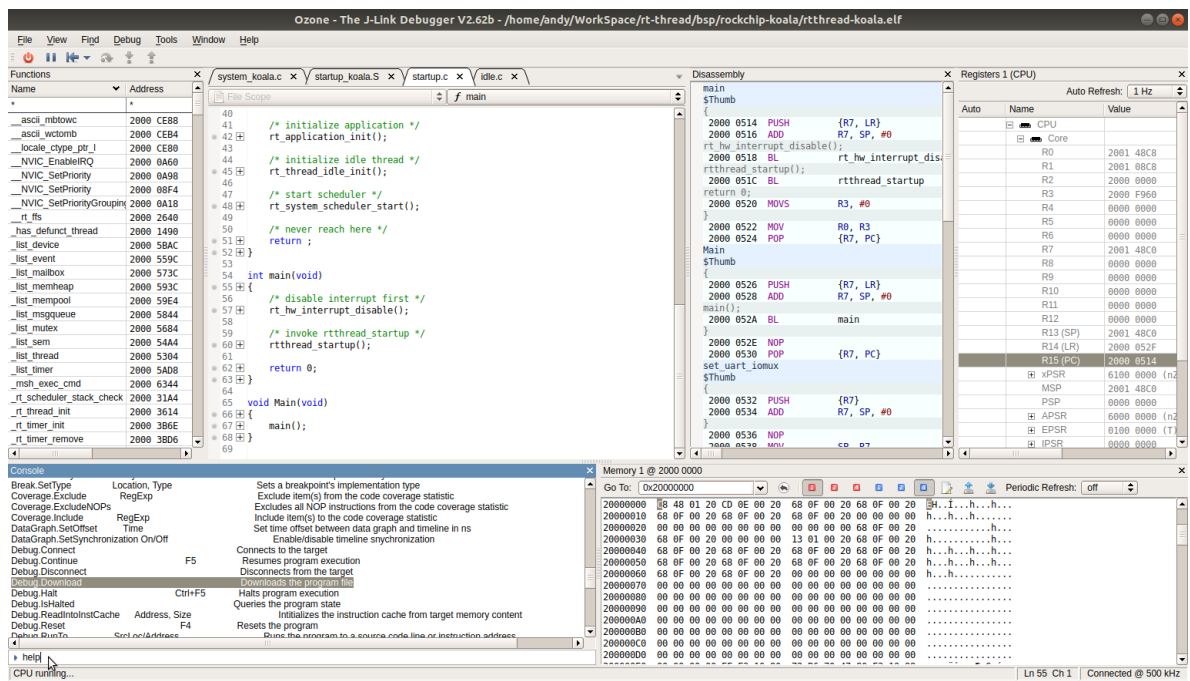 Ozone - The J-Link Debugger V2.62b - /home/andy/WorkSpace/rt-thread/bsp/rockchip-koala/rtthread-koala.elf
File View Find Debug Tools Window Help
Functions
Name Address
* *
__ascii_mbtowc 2000 CE88
__ascii_wctomb 2000 CEB4
__locale_ctype_ptr_l 2000 CE80
__NVIC_EnableIRQ 2000 0A60
__NVIC_SetPriority 2000 0A98
__NVIC_SetPriority 2000 08F4
__NVIC_SetPriorityGrouping 2000 0A18
__rt_ffs 2000 2640
_has_defunct_thread 2000 1490
_list_device 2000 5BAC
_list_event 2000 559C
_list_mailbox 2000 573C
_list_memheap 2000 593C
_list_mempool 2000 59E4
_list_msgqueue 2000 5844
_list_mutex 2000 5684
_list_sem 2000 54A4
_list_thread 2000 5304
_list_timer 2000 5AD8
_msh_exec_cmd 2000 6344
_rt_scheduler_stack_check 2000 31A4
_rt_thread_init 2000 3614
_rt_timer_init 2000 3B6E
_rt_timer_remove 2000 3BD6
system_koala.c startup_koala.S startup.c idle.c
File Scope f main
40
41 /* initialize application */
42 rt_application_init();
43
44 /* initialize idle thread */
45 rt_thread_idle_init();
46
47 /* start scheduler */
48 rt_system_scheduler_start();
49
50 /* never reach here */
51 return ;
52 }
53
54 int main(void)
55 {
56 /* disable interrupt first */
57 rt_hw_interrupt_disable();
58
59 /* invoke rtthread_startup */
60 rtthread_startup();
61
62 return 0;
63 }
64
65 void Main(void)
66 {
67 main();
68 }
69
Disassembly
main
$Thumb
{
2000 0514 PUSH {R7, LR}
2000 0516 ADD R7, SP, #0
rt_hw_interrupt_disable();
2000 0518 BL rt_hw_interrupt_disa
rtthread_startup();
2000 051C BL rtthread_startup
return 0;
2000 0520 MOVS R3, #0
}
2000 0522 MOV R0, R3
2000 0524 POP {R7, PC}
Main
$Thumb
{
2000 0526 PUSH {R7, LR}
2000 0528 ADD R7, SP, #0
main();
2000 052A BL main
}
2000 052E NOP
2000 0530 POP {R7, PC}
set_uart_iomux
$Thumb
{
2000 0532 PUSH {R7}
2000 0534 ADD R7, SP, #0
}
2000 0536 NOP
2000 0538 MOV SP, R7
Registers 1 (CPU)
Auto Refresh: 1 Hz
Auto Name Value
CPU
Core
R0 2001 48C8
R1 2001 08C8
R2 2000 0000
R3 2000 F960
R4 0000 0000
R5 0000 0000
R6 0000 0000
R7 2001 48C0
R8 0000 0000
R9 0000 0000
R10 0000 0000
R11 0000 0000
R12 0000 0000
R13 (SP) 2001 48C0
R14 (LR) 2000 052F
R15 (PC) 2000 0514
xPSR 6100 0000 (nZ
MSP 2001 48C0
PSP 0000 0000
APSR 6000 0000 (nZ
EPSR 0100 0000 (T)
IPSR 0000 0000
Console
Break.SetType Location, Type Sets a breakpoint's implementation type
Coverage.Exclude RegExp Exclude item(s) from the code coverage statistic
Coverage.ExcludeNOPs Excludes all NOP instructions from the code coverage statistic
Coverage.Include RegExp Include item(s) to the code coverage statistic
DataGraph.SetOffset Time Set time offset between data graph and timeline in ns
DataGraph.SetSynchronization On/Off Enable/disable timeline snychronization
Debug.Connect Connects to the target
Debug.Continue F5 Resumes program execution
Debug.Disconnect Disconnects from the target
Debug.Download Downloads the program file
Debug.Halt Ctrl+F5 Halts program execution
Debug.IsHalted Queries the program state
Debug.ReadIntoInstCache Address, Size Intitializes the instruction cache from target memory content
Debug.Reset F4 Resets the program
Debug.RunTo SrcLoc/Address Runs the program to a source code line or instruction address
help
Memory 1 @ 2000 0000
Go To: 0x20000000 Periodic Refresh: off
20000000 B8 48 01 20 CD 0E 00 20 68 0F 00 20 68 0F 00 20 H..Í... h.. h..
20000010 68 0F 00 20 68 0F 00 20 68 0F 00 20 00 00 00 00 h.. h.. h.......
20000020 00 00 00 00 00 00 00 00 00 00 00 00 68 0F 00 20 ............h..
20000030 68 0F 00 20 00 00 00 00 13 01 00 20 68 0F 00 20 h.. ....... h..
20000040 68 0F 00 20 68 0F 00 20 68 0F 00 20 68 0F 00 20 h.. h.. h.. h..
20000050 68 0F 00 20 68 0F 00 20 68 0F 00 20 68 0F 00 20 h.. h.. h.. h..
20000060 68 0F 00 20 68 0F 00 20 00 00 00 00 00 00 00 00 h.. h.. ........
20000070 00 00 00 00 00 00 00 00 00 00 00 00 00 00 00 00 ................
20000080 00 00 00 00 00 00 00 00 00 00 00 00 00 00 00 00 ................
20000090 00 00 00 00 00 00 00 00 00 00 00 00 00 00 00 00 ................
200000A0 00 00 00 00 00 00 00 00 00 00 00 00 00 00 00 00 ................
200000B0 00 00 00 00 00 00 00 00 00 00 00 00 00 00 00 00 ................
200000C0 00 00 00 00 00 00 00 00 00 00 00 00 00 00 00 00 ................
200000D0 00 00 00 00 00 00 00 00 00 00 00 00 00 00 00 00 ................
CPU running... Ln 55 Ch 1 Connected @ 500 kHz